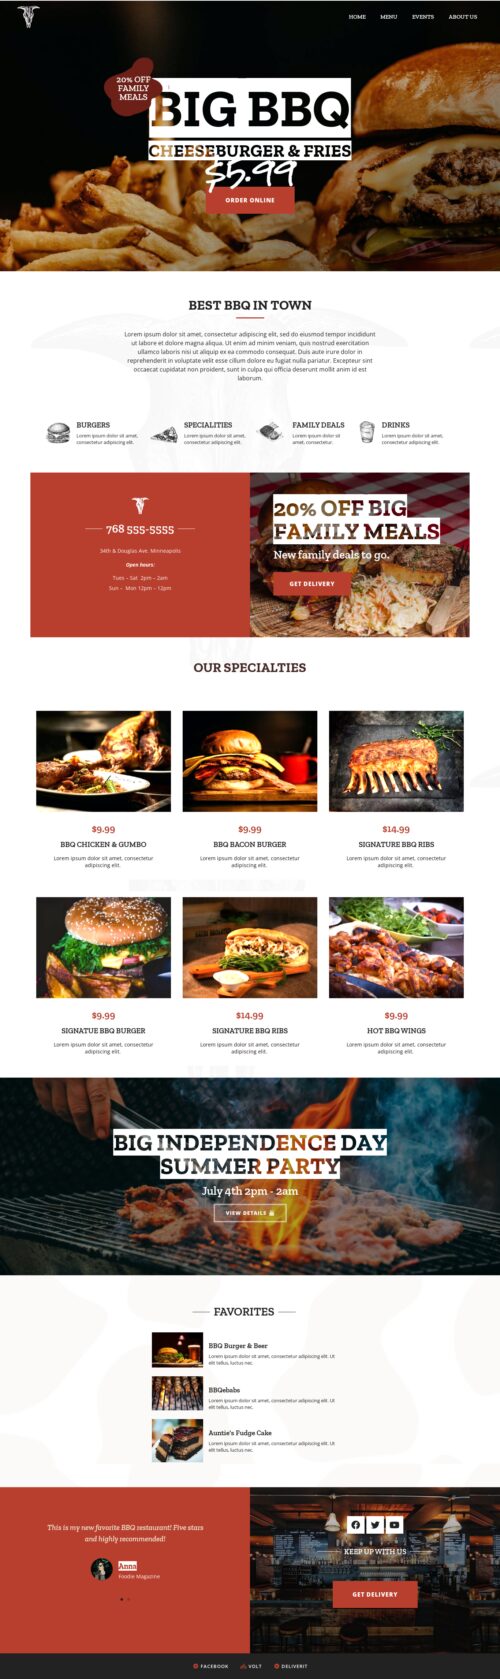 HOME MENU EVENTS ABOUT US
20% OFF
FAMILY
MEALS
BIG BBQ
CHEESEBURGER & FRIES
$5.99
ORDER ONLINE
BEST BBQ IN TOWN
Lorem ipsum dolor sit amet, consectetur adipiscing elit, sed do eiusmod tempor incididunt
ut labore et dolore magna aliqua. Ut enim ad minim veniam, quis nostrud exercitation
ullamco laboris nisi ut aliquip ex ea commodo consequat. Duis aute irure dolor in
reprehenderit in voluptate velit esse cillum dolore eu fugiat nulla pariatur. Excepteur sint
occaecat cupidatat non proident, sunt in culpa qui officia deserunt mollit anim id est
laborum.
BURGERS
Lorem ipsum dolor sit amet,
consectetur adipiscing elit.
SPECIALITIES
Lorem ipsum dolor sit amet,
consectetur adipiscing elit.
FAMILY DEALS
Lorem ipsum dolor sit
amet, consectetur.
DRINKS
Lorem ipsum dolor sit amet,
consectetur adipiscing elit.
768 555-5555
34th & Douglas Ave. Minneapolis
Open hours:
Tues – Sat 2pm – 2am
Sun – Mon 12pm – 12pm
20% OFF BIG
FAMILY MEALS
New family deals to go.
GET DELIVERY
OUR SPECIALTIES
$9.99
BBQ CHICKEN & GUMBO
Lorem ipsum dolor sit amet, consectetur
adipiscing elit.
$9.99
BBQ BACON BURGER
Lorem ipsum dolor sit amet, consectetur
adipiscing elit.
$14.99
SIGNATURE BBQ RIBS
Lorem ipsum dolor sit amet, consectetur
adipiscing elit.
$9.99
SIGNATUE BBQ BURGER
Lorem ipsum dolor sit amet, consectetur
adipiscing elit.
$14.99
SIGNATURE BBQ RIBS
Lorem ipsum dolor sit amet, consectetur
adipiscing elit.
$9.99
HOT BBQ WINGS
Lorem ipsum dolor sit amet, consectetur
adipiscing elit.
BIG INDEPENDENCE DAY
SUMMER PARTY
July 4th 2pm - 2am
VIEW DETAILS
FAVORITES
BBQ Burger & Beer
Lorem ipsum dolor sit amet, consectetur adipiscing elit. Ut
elit tellus, luctus nec.
BBQebabs
Lorem ipsum dolor sit amet, consectetur adipiscing elit. Ut
elit tellus, luctus nec.
Auntie's Fudge Cake
Lorem ipsum dolor sit amet, consectetur adipiscing elit. Ut
elit tellus, luctus nec.
This is my new favorite BBQ restaurant! Five stars
and highly recommended!
Anna
Foodie Magazine
KEEP UP WITH US
GET DELIVERY
FACEBOOK VOLT DELIVERIT